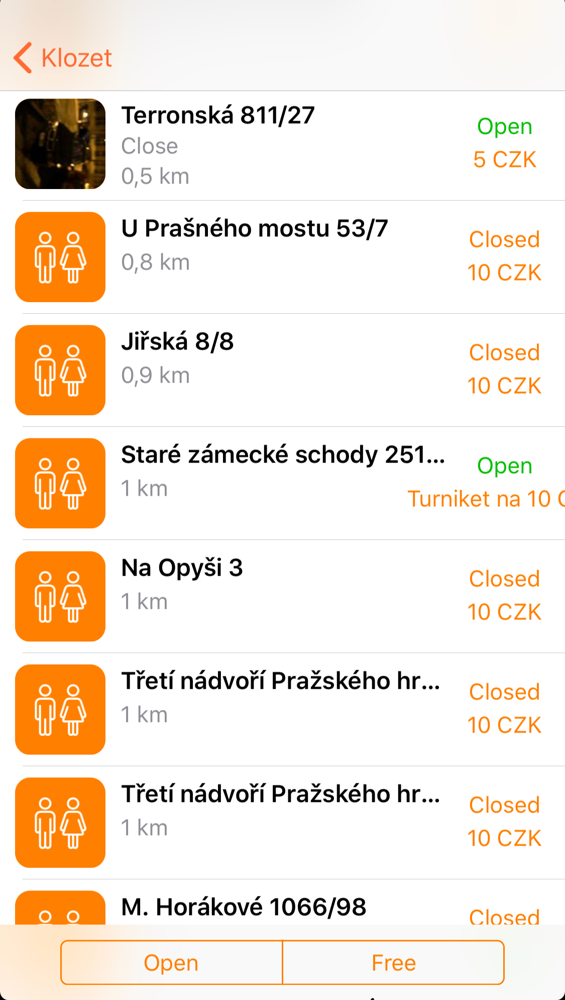 Klozet
Terronská 811/27
Close
0,5 km
Open
5 CZK
U Prašného mostu 53/7
0,8 km
Closed
10 CZK
Jiřská 8/8
0,9 km
Closed
10 CZK
Staré zámecké schody 251...
1 km
Open
Turniket na 10
Na Opyši 3
1 km
Closed
10 CZK
Třetí nádvoří Pražského hr...
1 km
Closed
10 CZK
Třetí nádvoří Pražského hr...
1 km
Closed
10 CZK
M. Horákové 1066/98
Closed
Open
Free